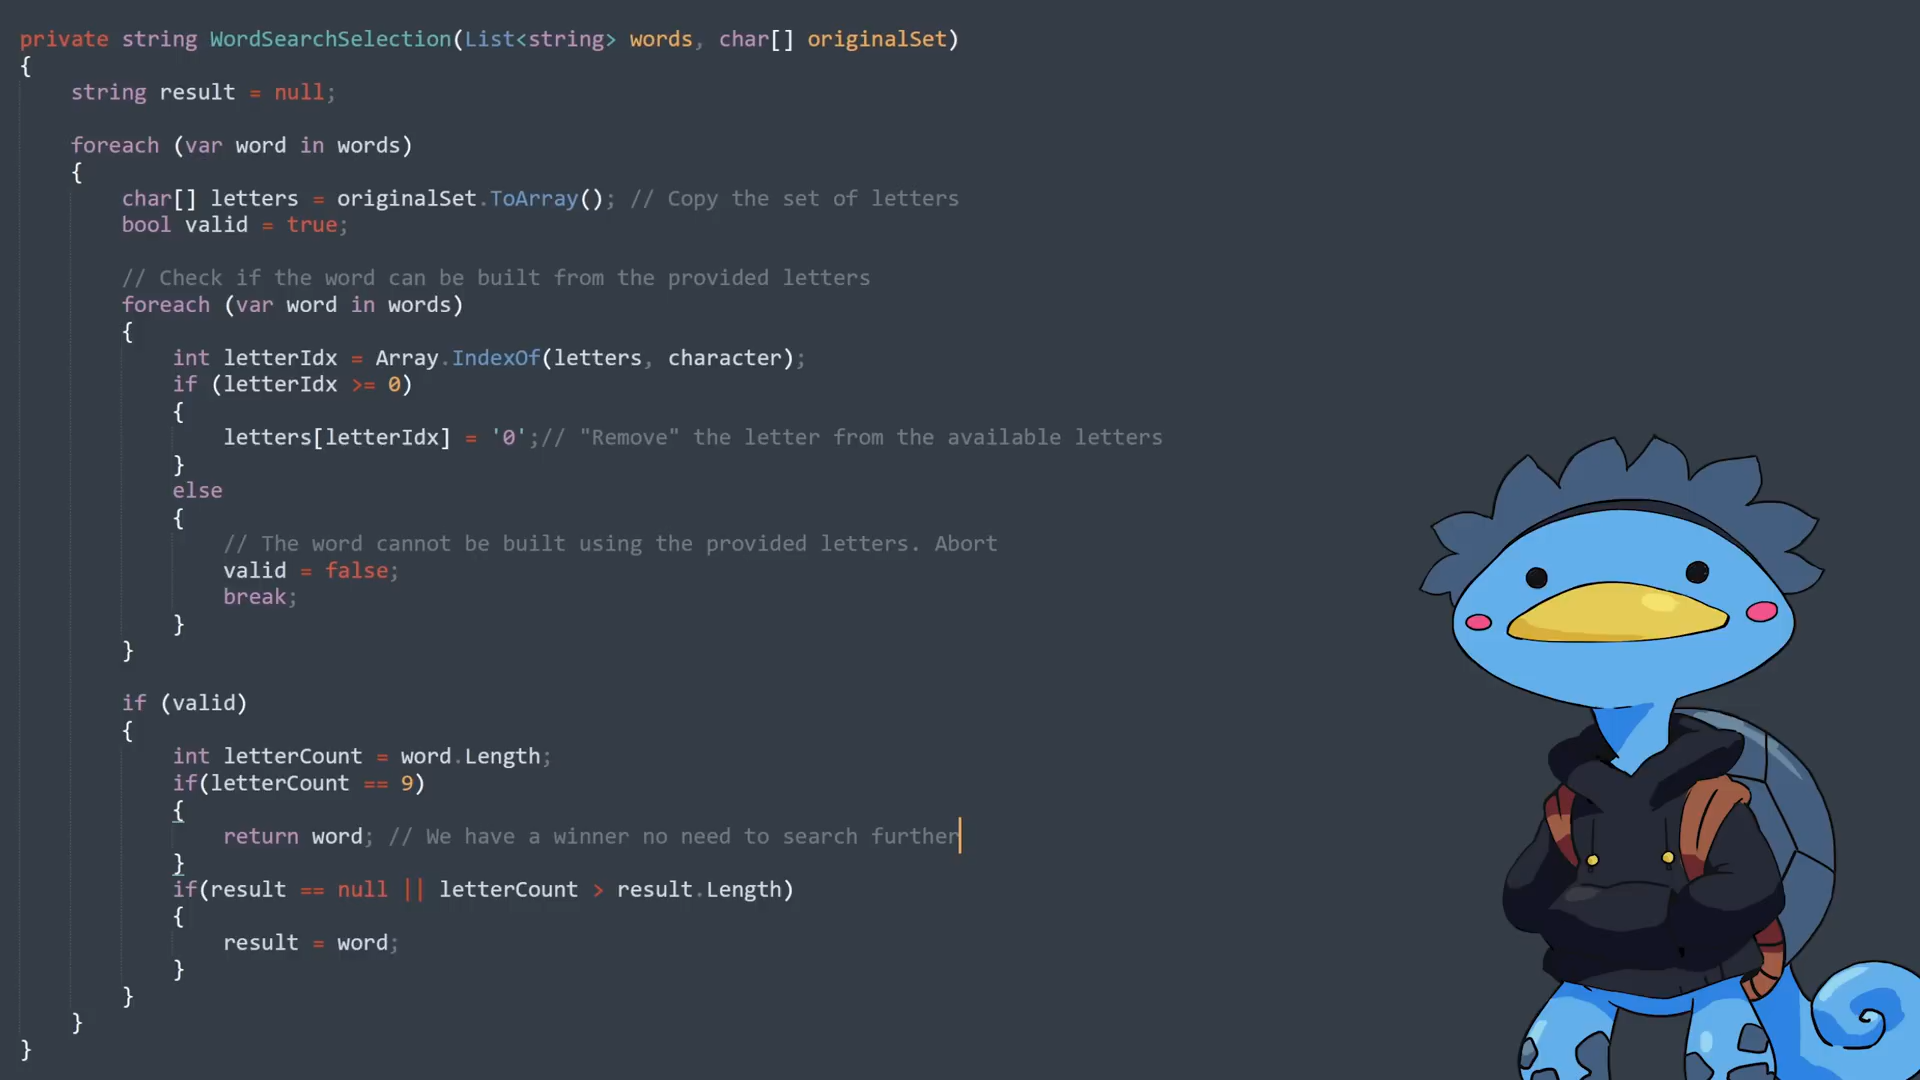 private string WordSearchSelection(List<string> words, char[] originalSet)
{
string result = null;
foreach (var word in words)
{
char[] letters = originalSet.ToArray(); // Copy the set of letters
bool valid = true;
// Check if the word can be built from the provided letters
foreach (var word in words)
{
int letterIdx = Array.IndexOf(letters, character);
if (letterIdx >= 0)
{
letters[letterIdx] = '0';// "Remove" the letter from the available letters
}
else
{
// The word cannot be built using the provided letters. Abort
valid = false;
break;
}
}
if (valid)
{
int letterCount = word.Length;
if(letterCount == 9)
{
return word; // We have a winner no need to search further
}
if(result == null || letterCount > result.Length)
{
result = word;
}
}
}
}